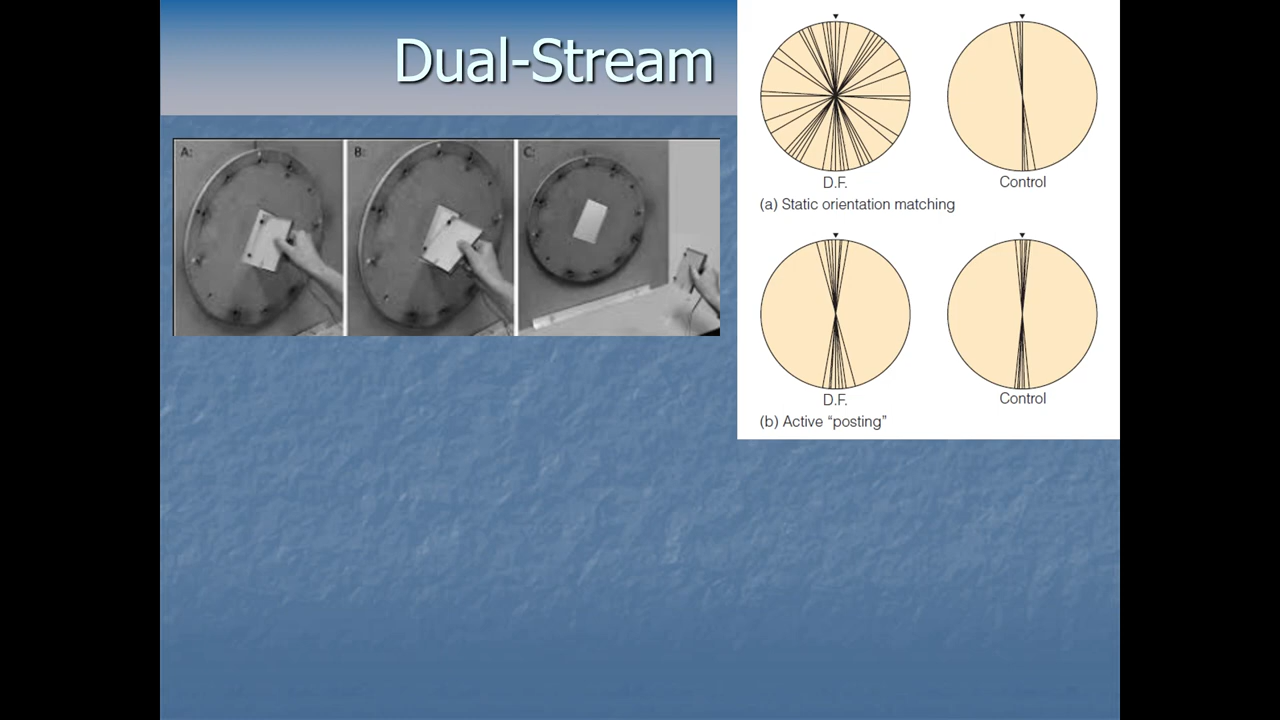 Dual-Stream
A:
B:
C:
D.F.
Control
(a) Static orientation matching
D.F.
Control
(b) Active “posting”